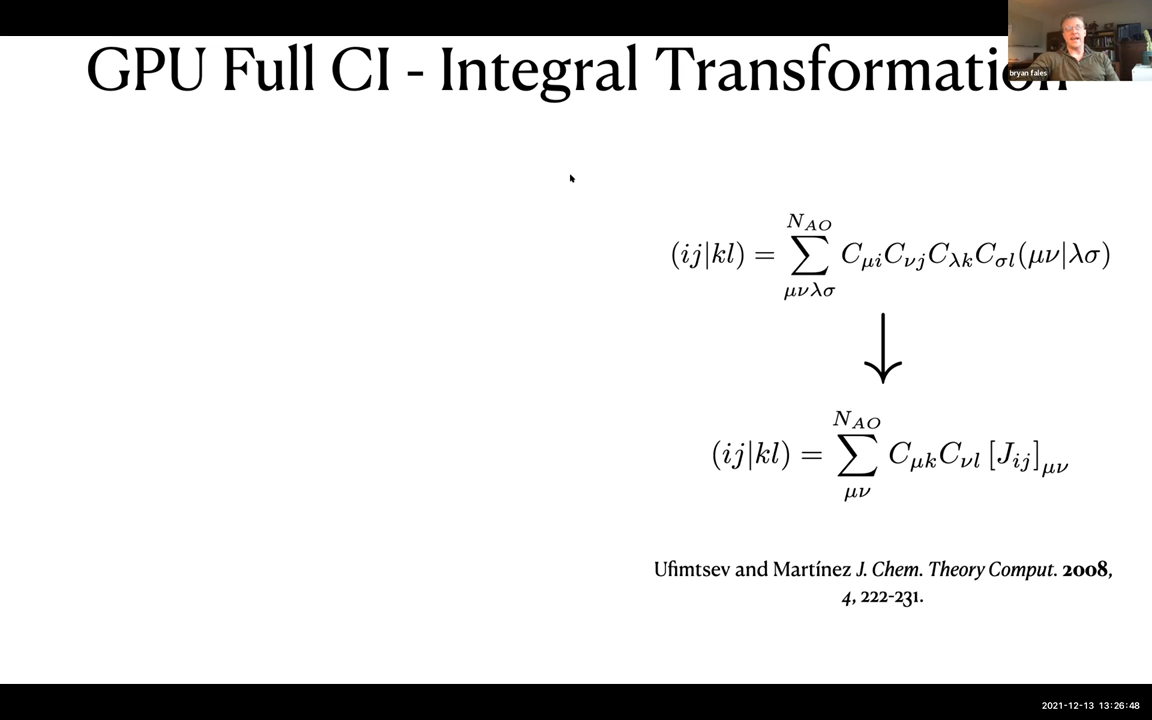 GPU Full CI - Integral Transformation
bryan fales
(ij|kl) = \sum_{μνλσ}^{N_{AO}} C_{μi}C_{νj}C_{λk}C_{σl}(μν|λσ)
(ij|kl) = \sum_{μν}^{N_{AO}} C_{μk}C_{νl} [J_{ij}]_{μν}
Ufimtsev and Martínez J. Chem. Theory Comput. 2008,
4, 222-231.
2021-12-13 13:26:48